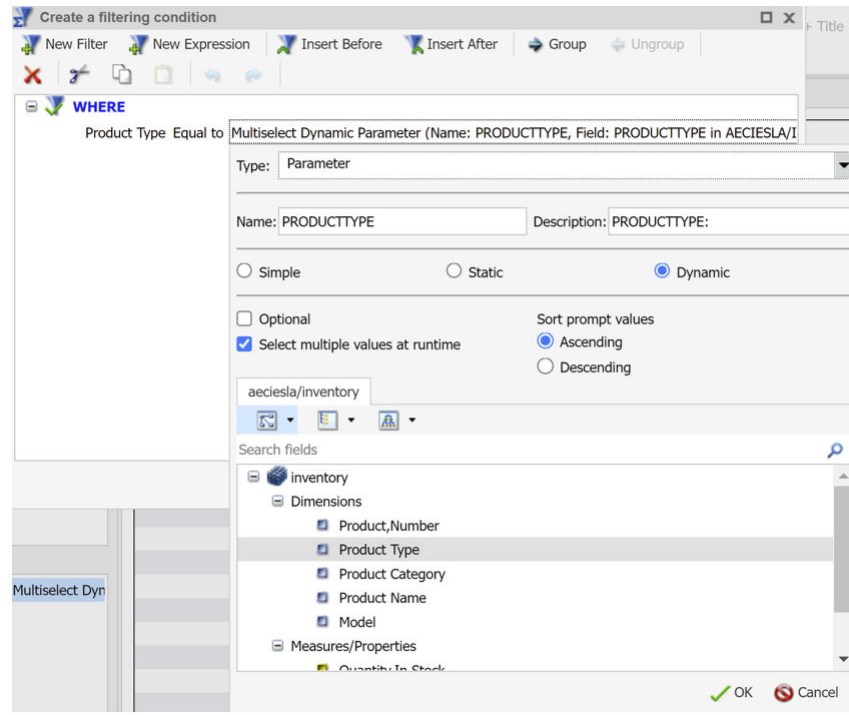 Create a filtering condition
+ Title
New Filter New Expression Insert Before Insert After Group Ungroup
WHERE
Product Type Equal to Multiselect Dynamic Parameter (Name: PRODUCTTYPE, Field: PRODUCTTYPE in AECIESLA/I
Type: Parameter
Name: PRODUCTTYPE Description: PRODUCTTYPE:
Simple Static Dynamic
Optional Sort prompt values
Select multiple values at runtime Ascending
Descending
aeciesla/inventory
Search fields
inventory
Dimensions
Product,Number
Product Type
Product Category
Product Name
Model
Measures/Properties
Quantity In Stock
Multiselect Dyn
OK Cancel